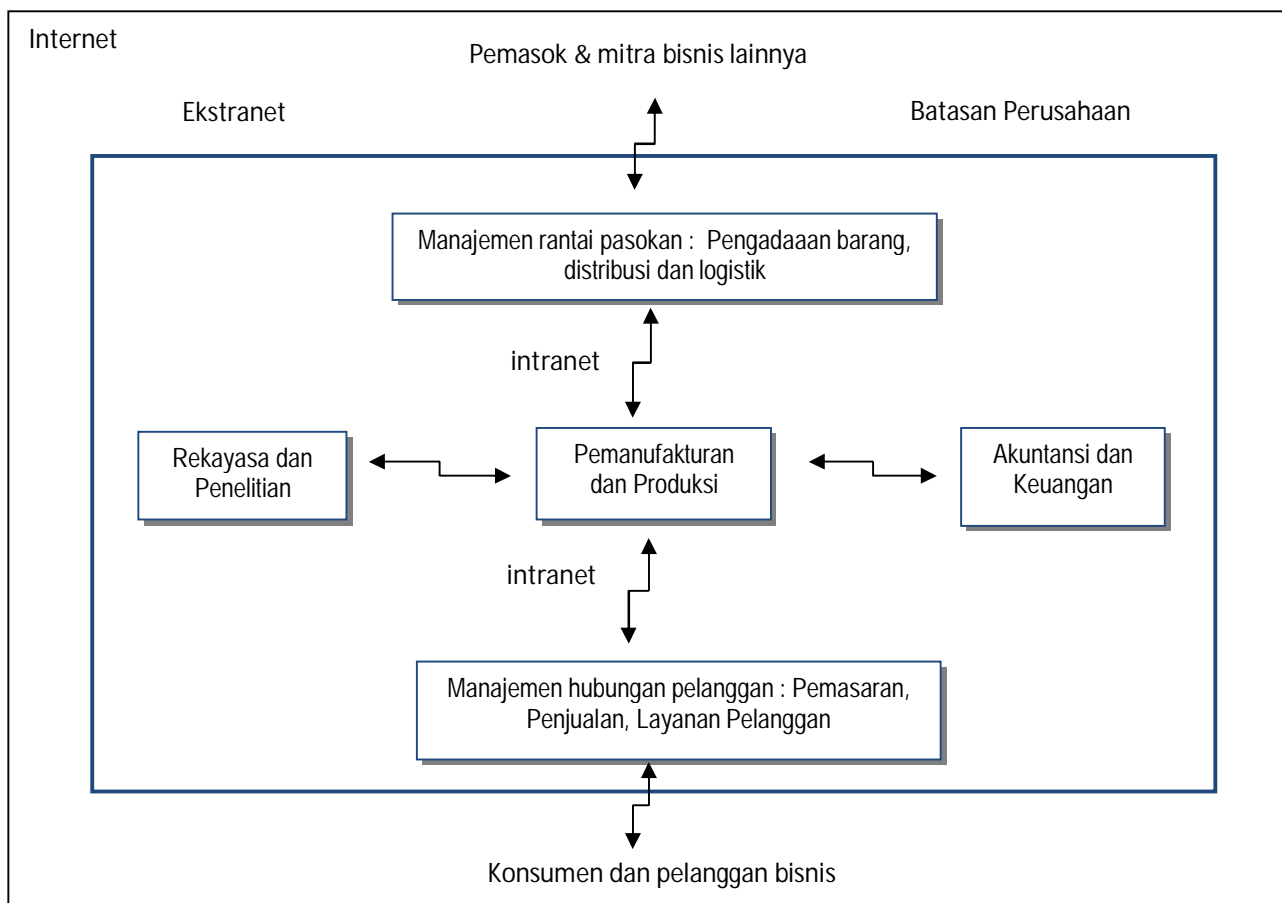 Internet
Pemasok & mitra bisnis lainnya
Ekstranet
Batasan Perusahaan
Manajemen rantai pasokan : Pengadaaan barang,
distribusi dan logistik
intranet
Rekayasa dan
Penelitian
Pemanufakturan
dan Produksi
Akuntansi dan
Keuangan
intranet
Manajemen hubungan pelanggan : Pemasaran,
Penjualan, Layanan Pelanggan
Konsumen dan pelanggan bisnis